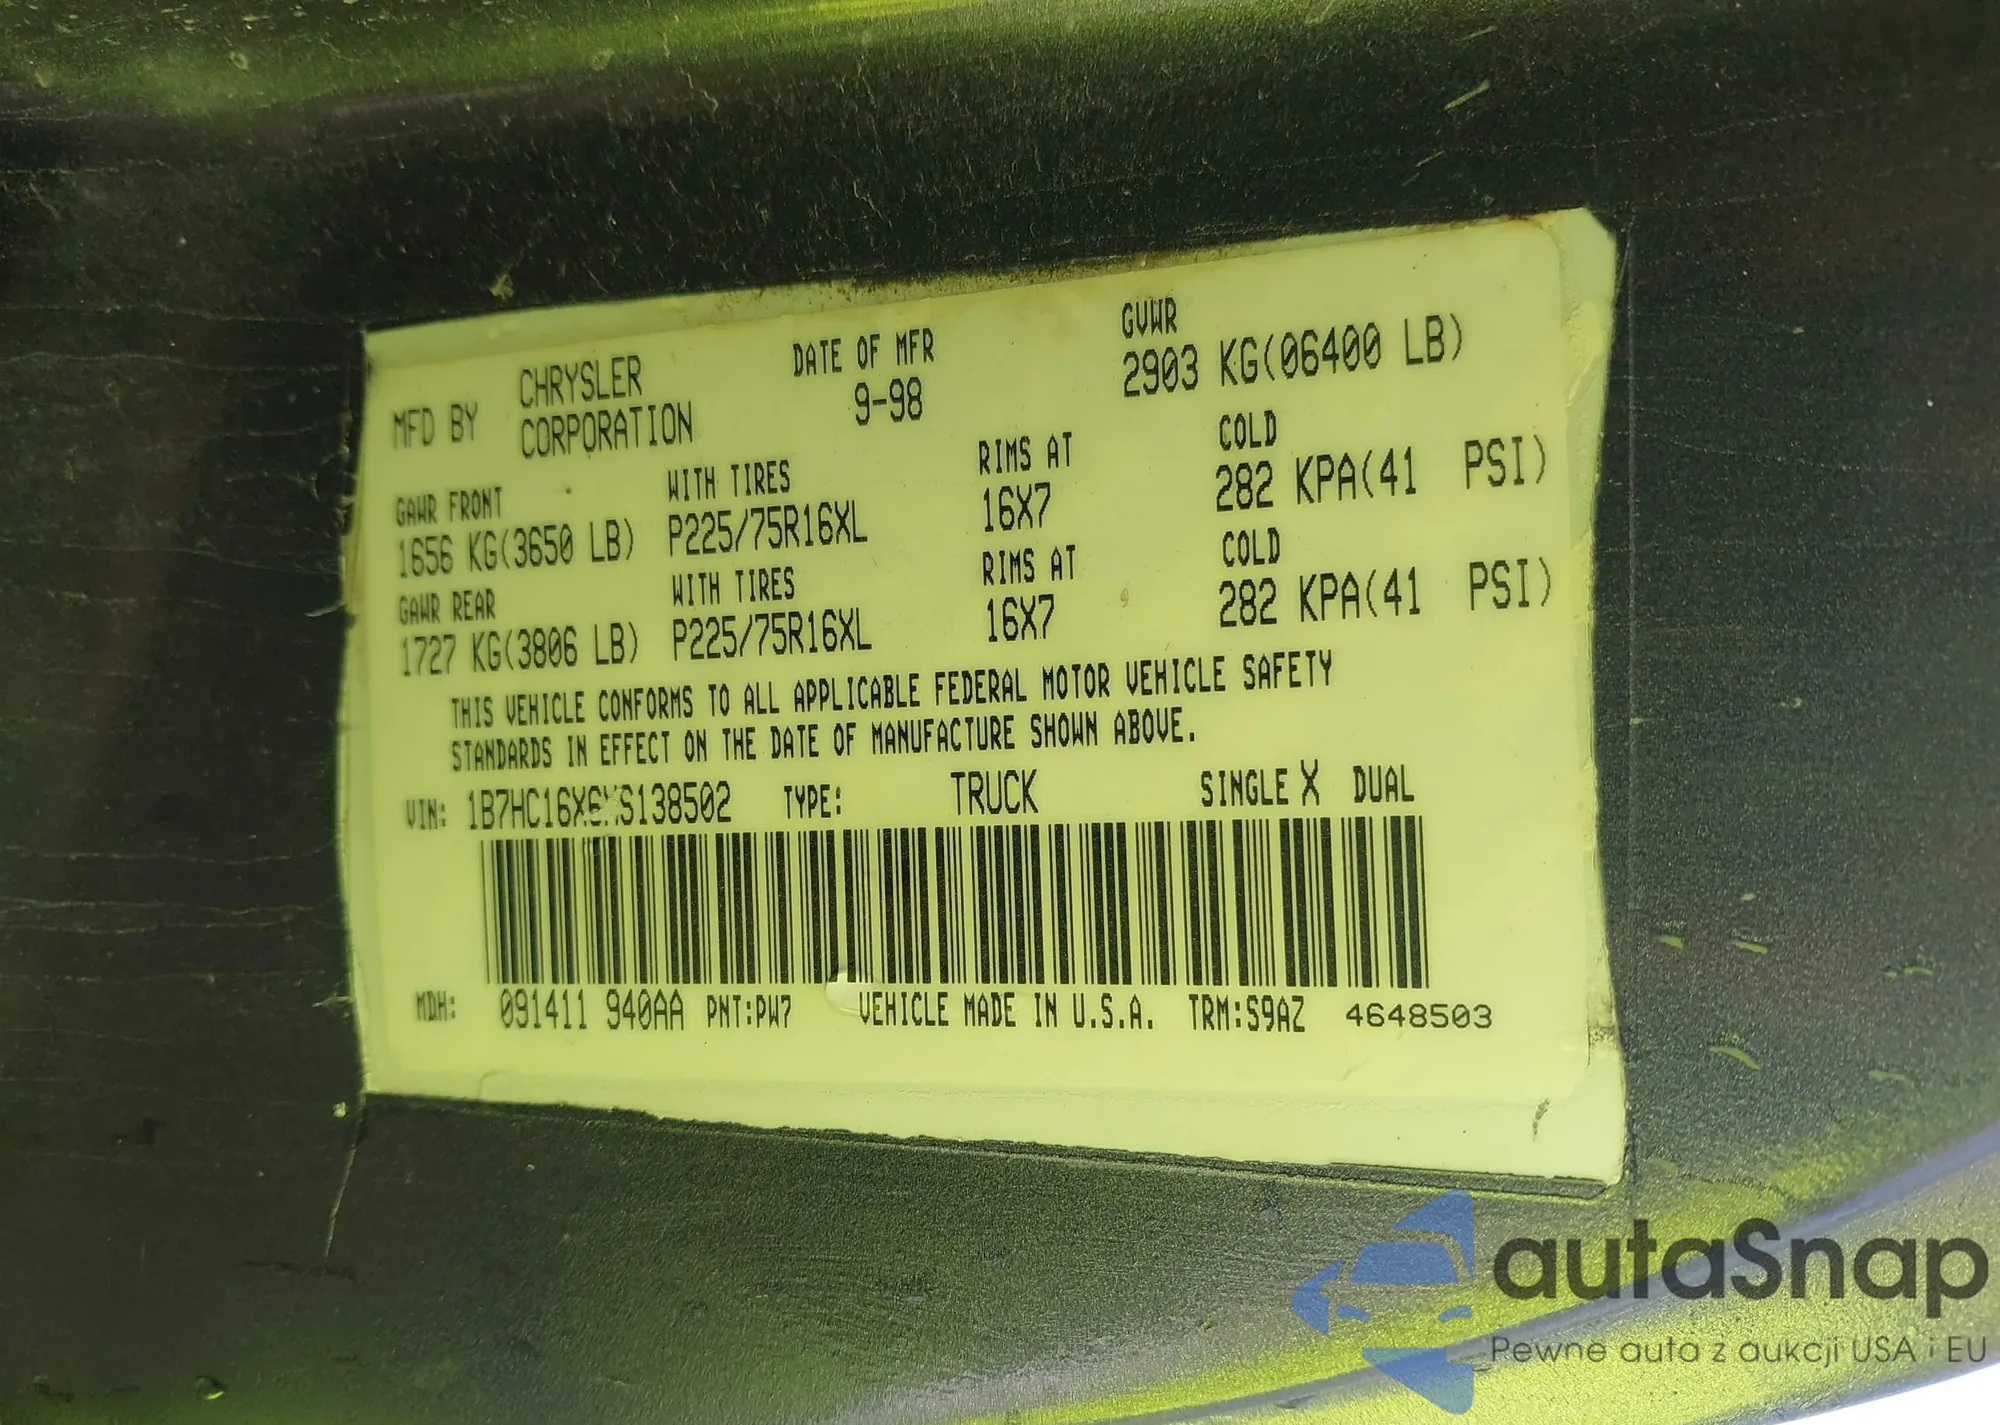 MFD BY CHRYSLER CORPORATION
DATE OF MFR
9-98
GVWR
2903 KG(06400 LB)
GAWR FRONT WITH TIRES RIMS AT COLD
1656 KG(3650 LB) P225/75R16XL 16X7 282 KPA(41 PSI)
GAWR REAR WITH TIRES RIMS AT COLD
1727 KG(3806 LB) P225/75R16XL 16X7 282 KPA(41 PSI)
THIS VEHICLE CONFORMS TO ALL APPLICABLE FEDERAL MOTOR VEHICLE SAFETY
STANDARDS IN EFFECT ON THE DATE OF MANUFACTURE SHOWN ABOVE.
VIN: 1B7HC16X6XS138502 TYPE: TRUCK SINGLE X DUAL
MDH: 091411 940AA PNT:PW7 VEHICLE MADE IN U.S.A. TRM:S9AZ 4648503
autaSnap
Pewne auta z aukcji USA i EU